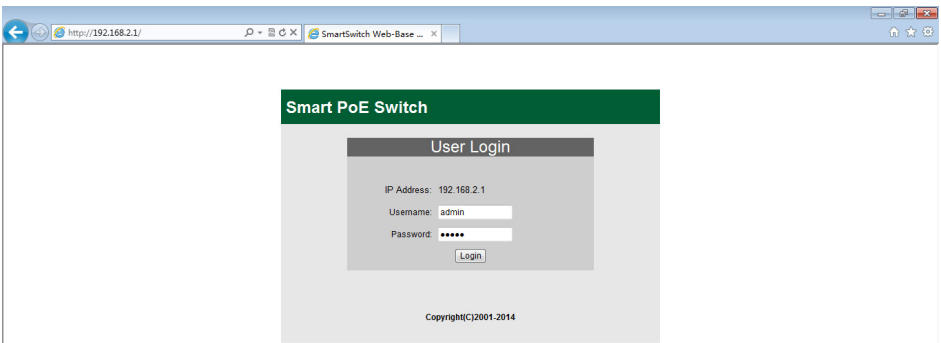 http://192.168.2.1/
SmartSwitch Web-Base ...
Smart PoE Switch
User Login
IP Address: 192.168.2.1
Username: admin
Password: •••••
Login
Copyright(C)2001-2014